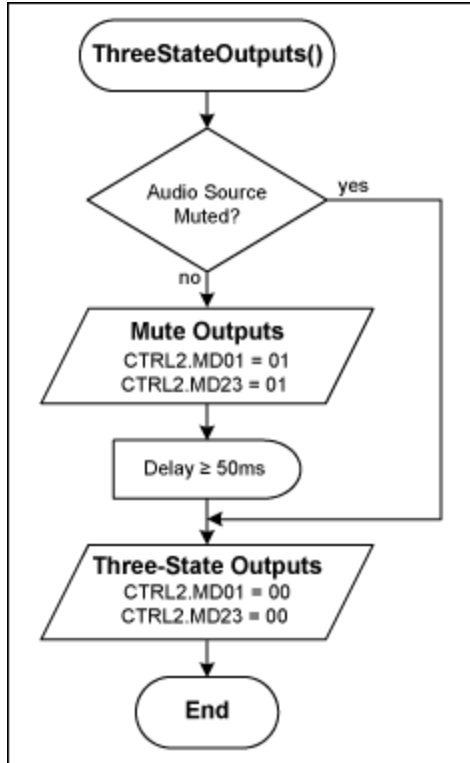 ThreeStateOutputs()
Audio Source
Muted?
yes
no
Mute Outputs
CTRL2.MD01 = 01
CTRL2.MD23 = 01
Delay ≥ 50ms
Three-State Outputs
CTRL2.MD01 = 00
CTRL2.MD23 = 00
End